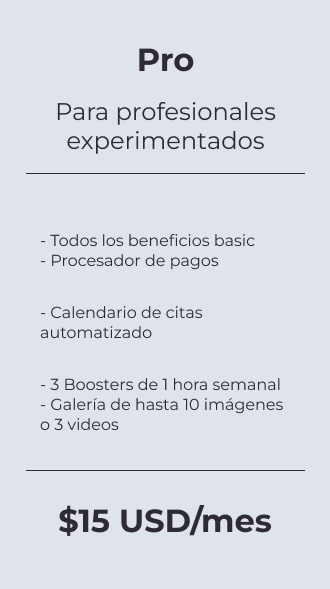 Pro
Para profesionales
experimentados
- Todos los beneficios basic
- Procesador de pagos
- Calendario de citas
automatizado
- 3 Boosters de 1 hora semanal
- Galería de hasta 10 imágenes
o 3 videos
$15 USD/mes